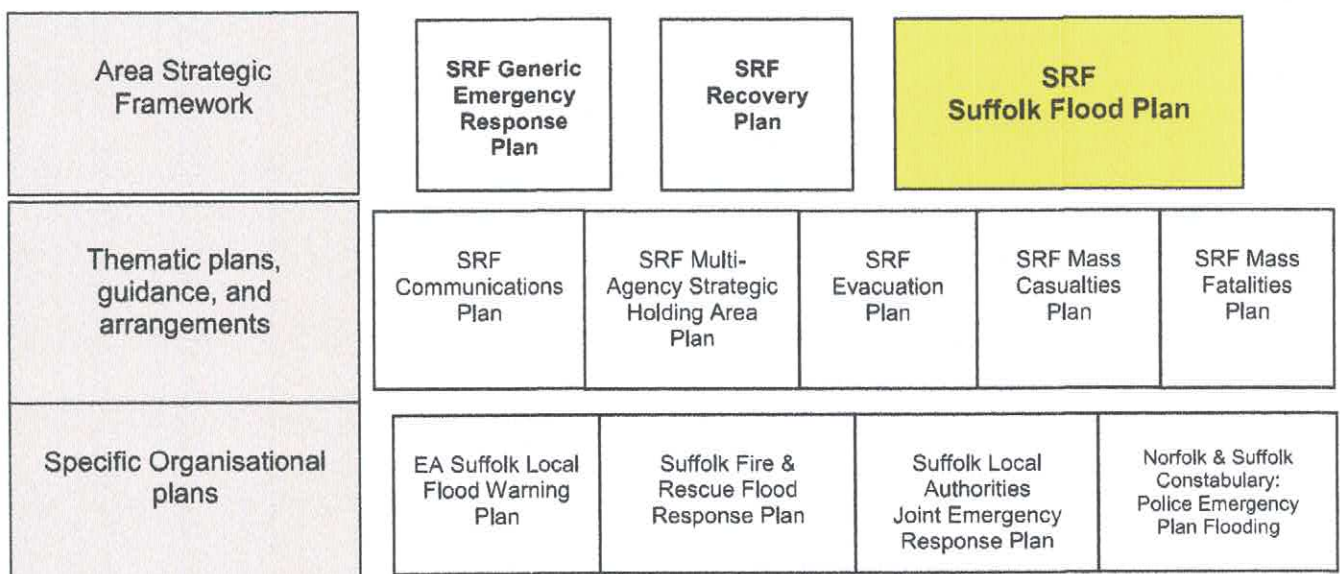 Area Strategic
Framework
SRF Generic
Emergency
Response
Plan
SRF
Recovery
Plan
SRF
Suffolk Flood Plan
Thematic plans,
guidance, and
arrangements
SRF
Communications
Plan
SRF Multi-
Agency Strategic
Holding Area
Plan
SRF
Evacuation
Plan
SRF Mass
Casualties
Plan
SRF Mass
Fatalities
Plan
Specific Organisational
plans
EA Suffolk Local
Flood Warning
Plan
Suffolk Fire &
Rescue Flood
Response Plan
Suffolk Local
Authorities
Joint Emergency
Response Plan
Norfolk & Suffolk
Constabulary:
Police Emergency
Plan Flooding